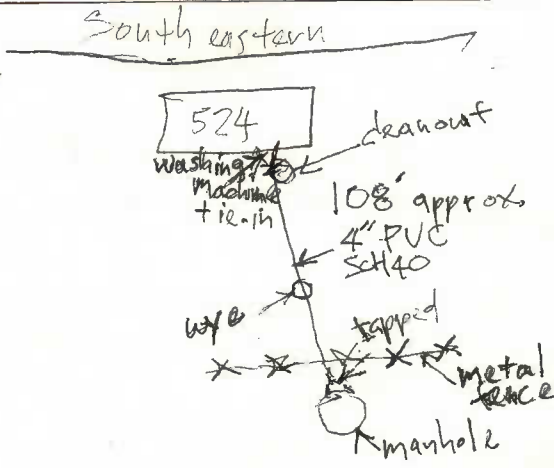 South eastern
524
cleanout
washing
machine
tie-in
108' approx.
4" PVC
SCH40
wye
tapped
metal
fence
manhole